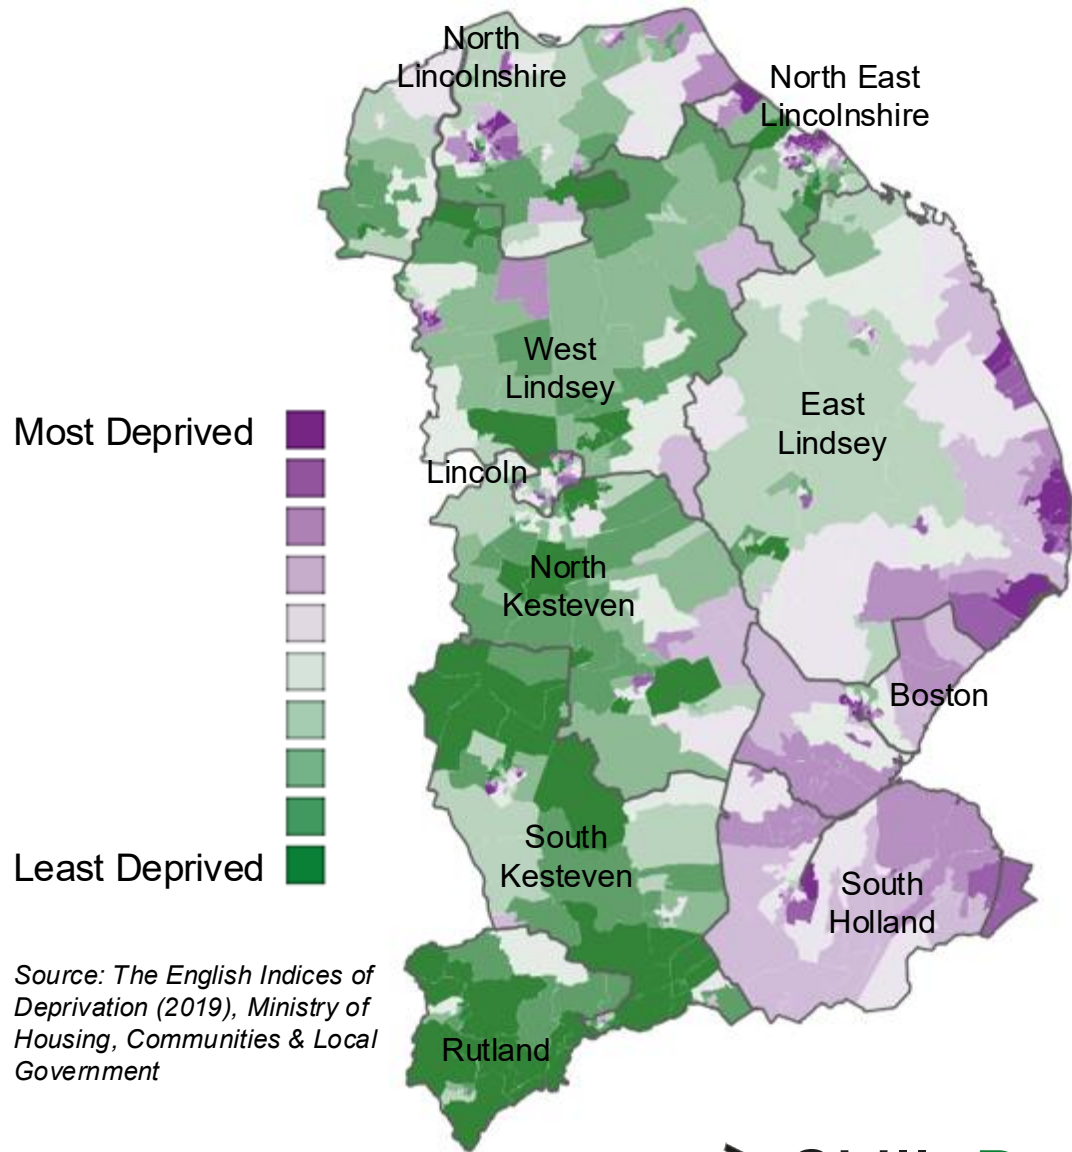 North
Lincolnshire
North East
Lincolnshire
West
Lindsey
East
Lindsey
Most Deprived
Lincoln
North
Kesteven
Boston
South
Kesteven
Least Deprived
South
Holland
Source: The English Indices of
Deprivation (2019), Ministry of
Housing, Communities & Local
Government
Rutland